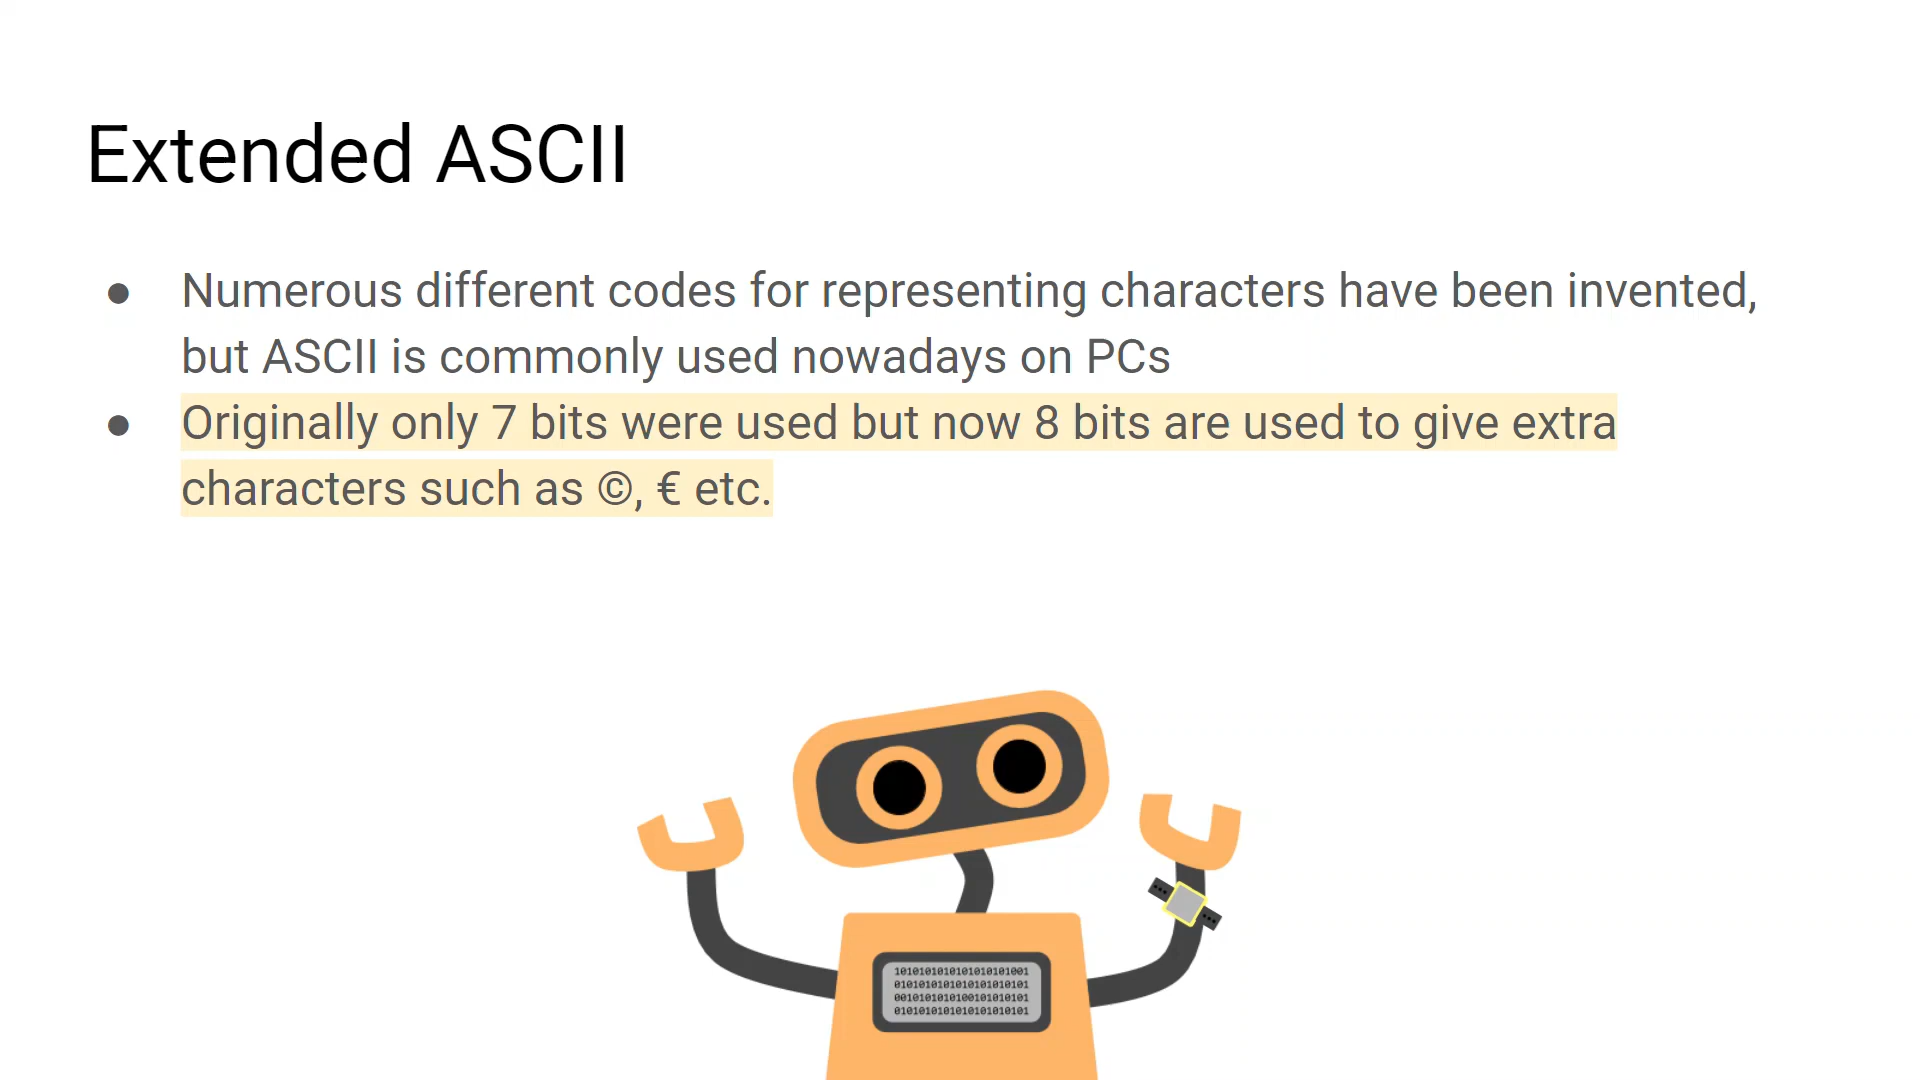 Extended ASCII
● Numerous different codes for representing characters have been invented,
but ASCII is commonly used nowadays on PCs
● Originally only 7 bits were used but now 8 bits are used to give extra
characters such as ©, € etc.